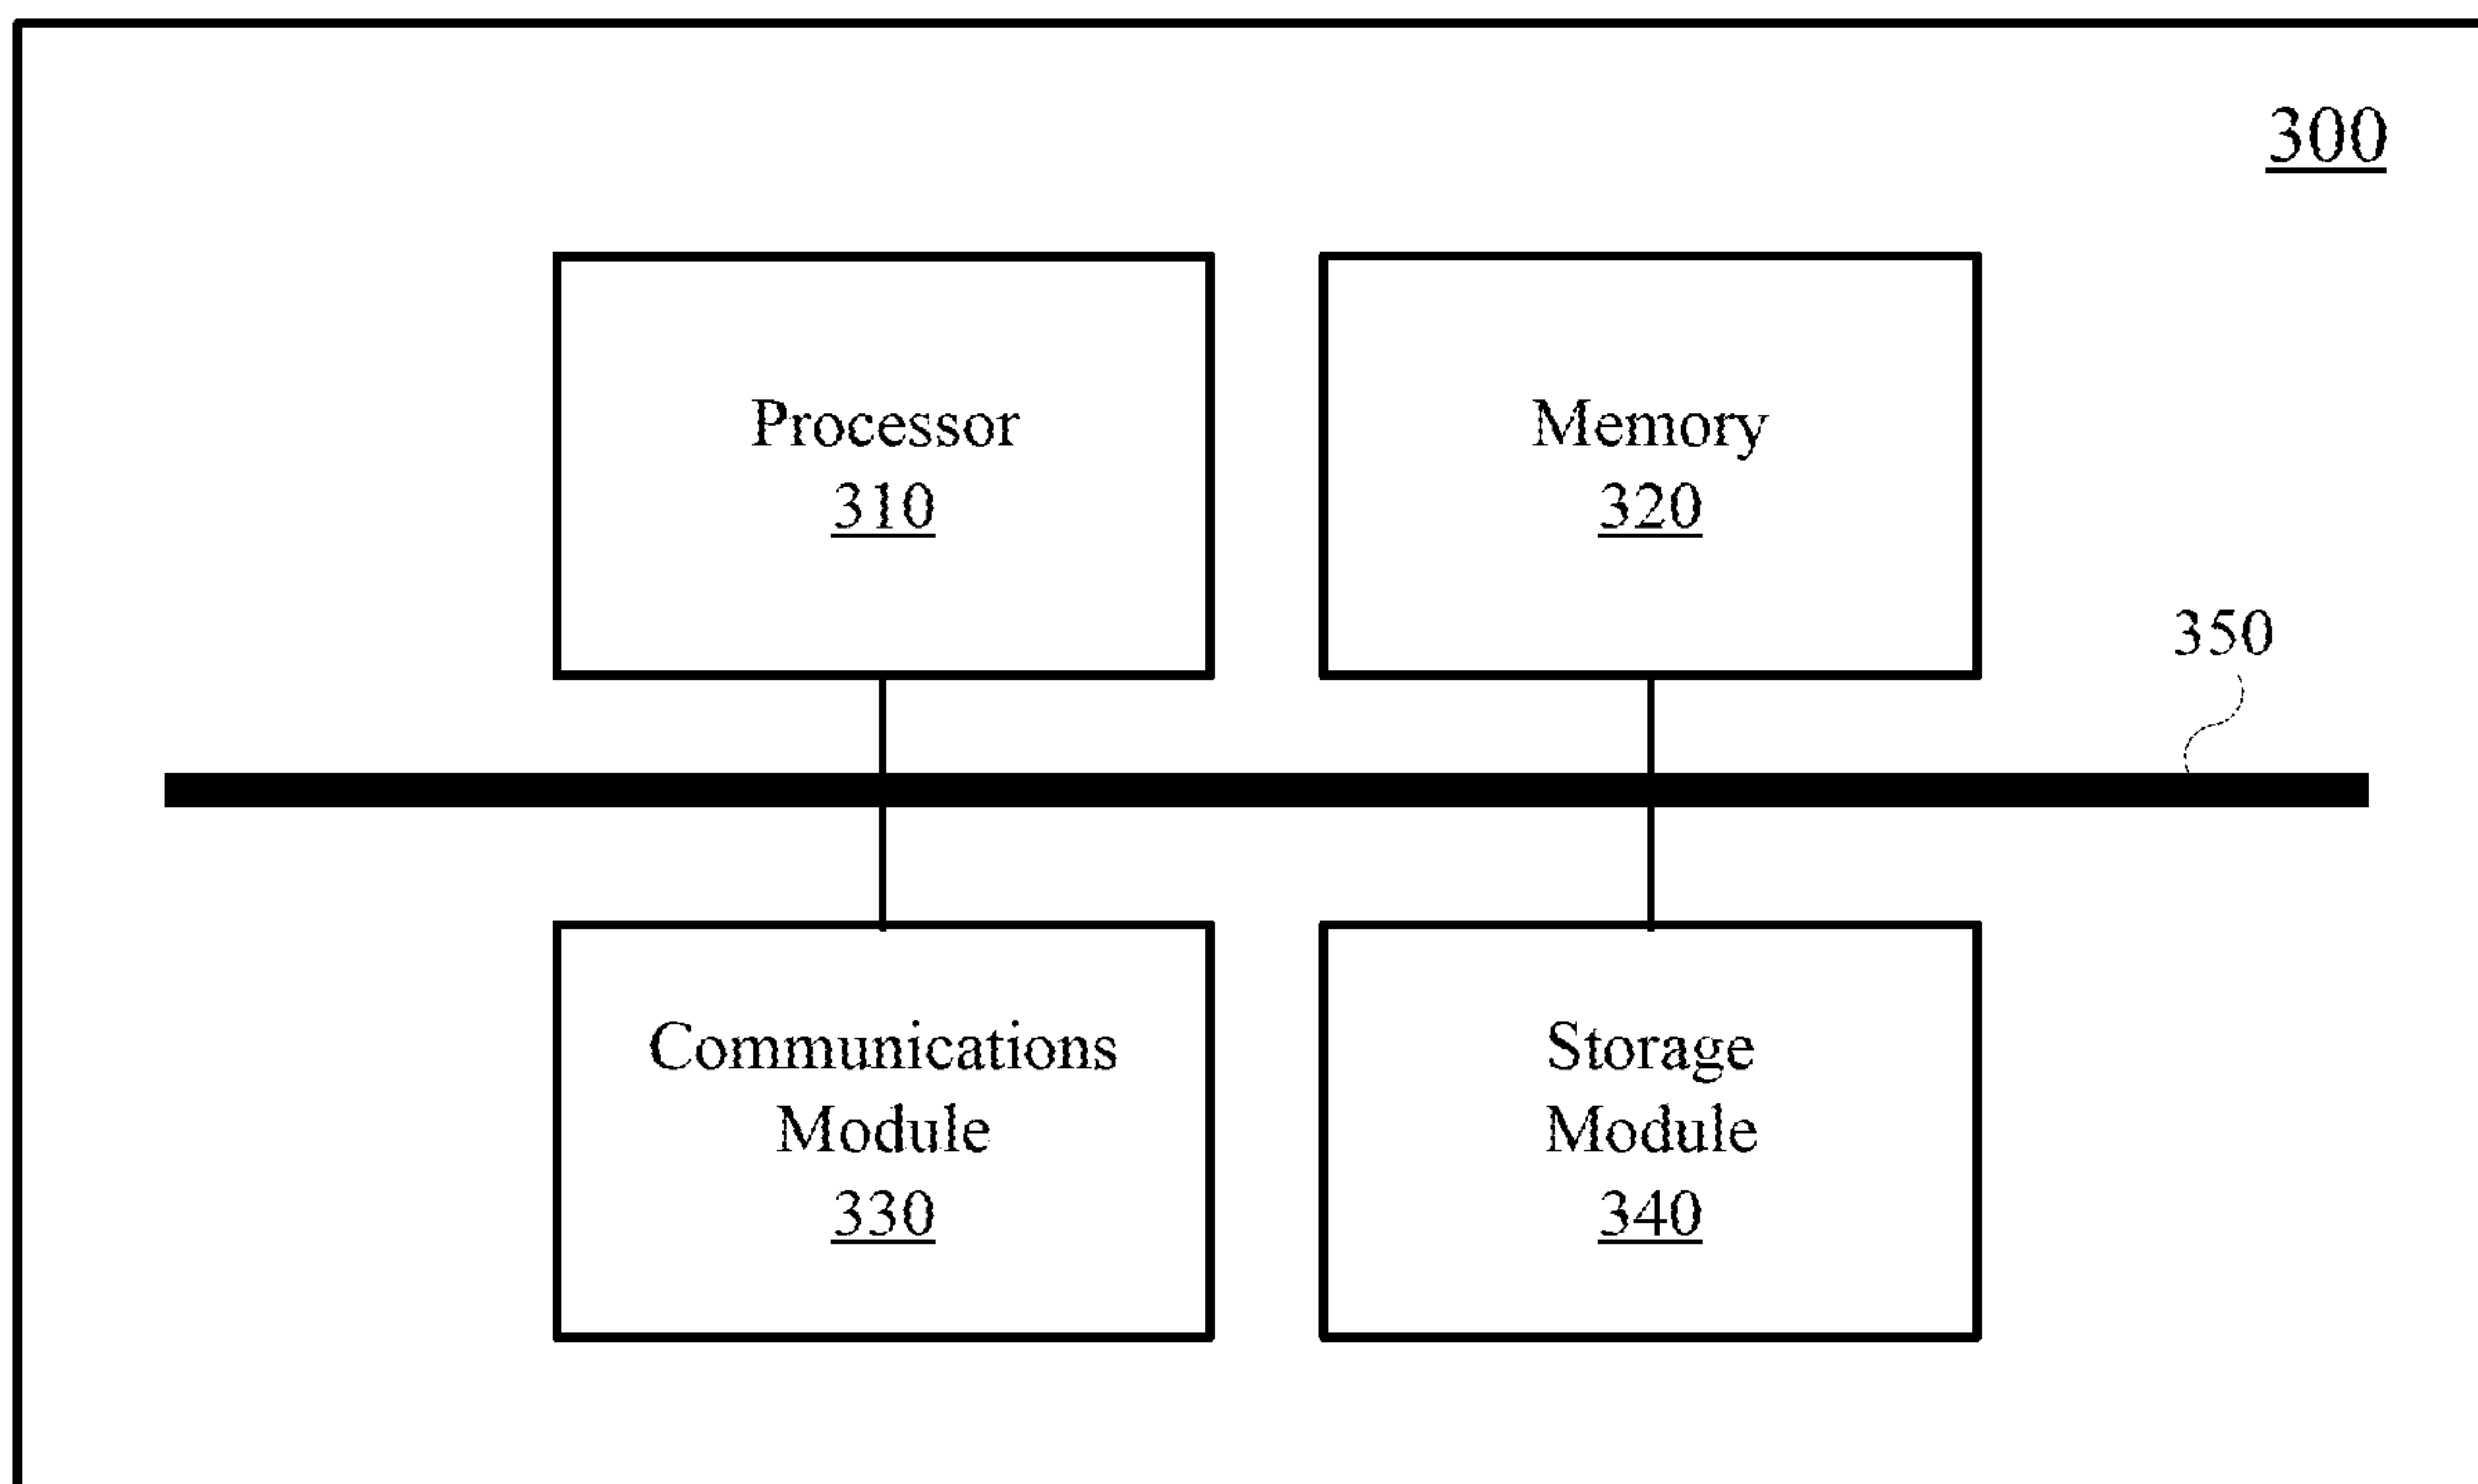 300
Processor
310
Memory
320
350
Communications
Module
330
Storage
Module
340